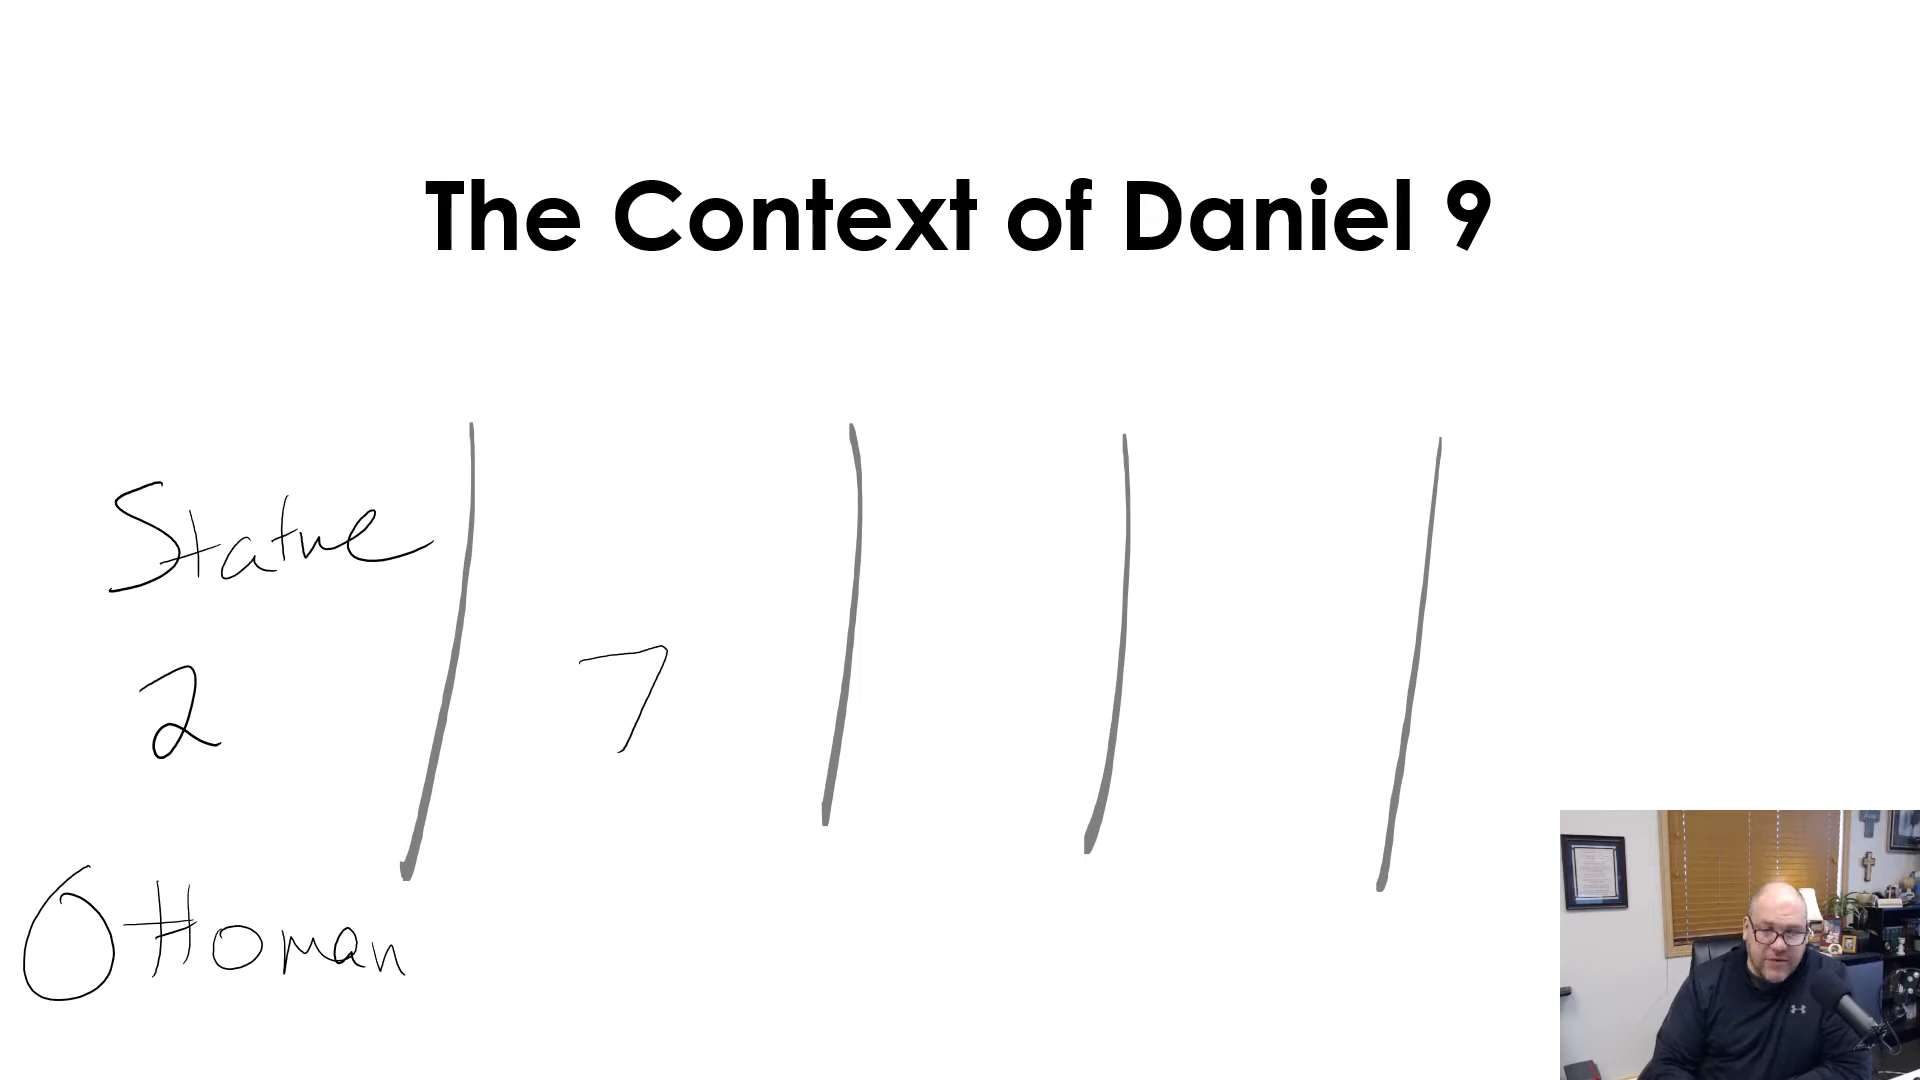 The Context of Daniel 9
Statue
2 7
Ottoman